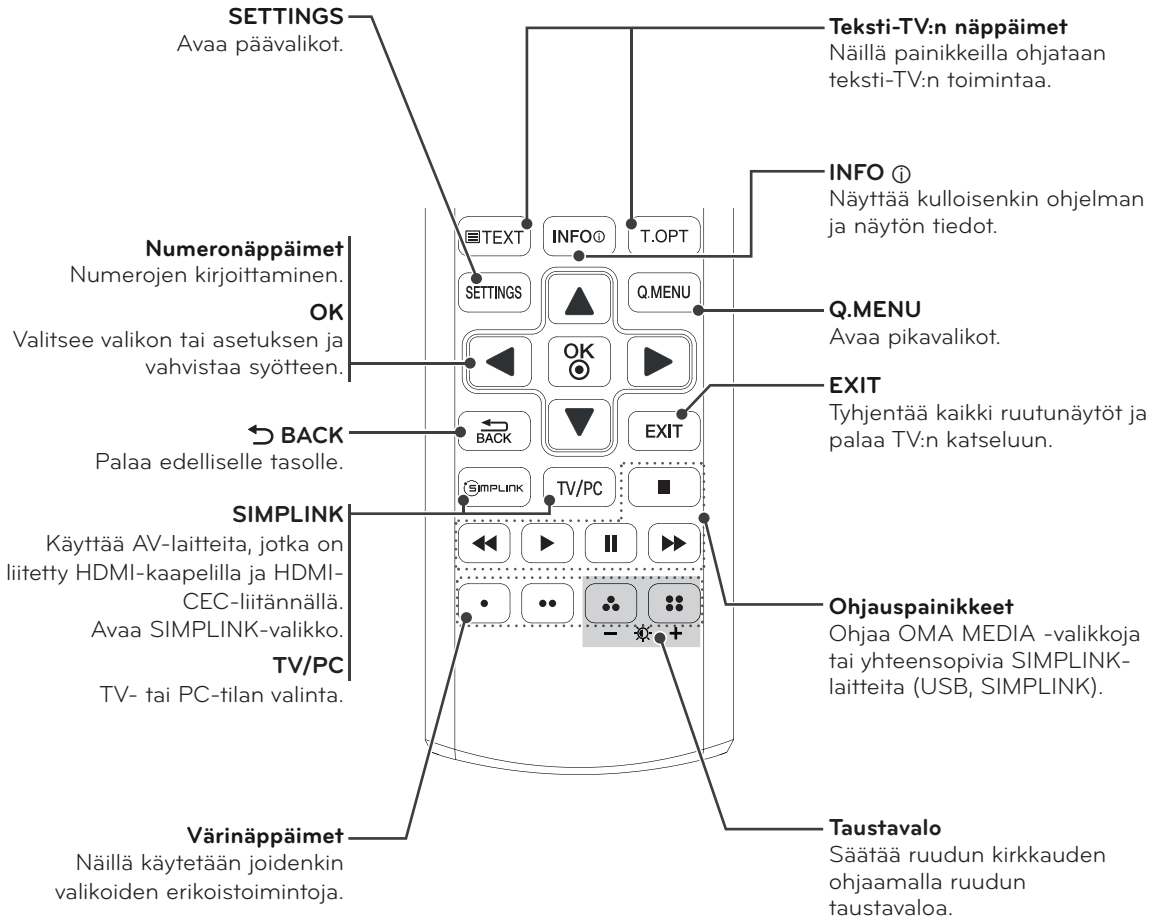 SETTINGS
Avaa päävalikot.
Teksti-TV:n näppäimet
Näillä painikkeilla ohjataan
teksti-TV:n toimintaa.
INFO ⓘ
Näyttää kulloisenkin ohjelman
ja näytön tiedot.
Numeronäppäimet
Numerojen kirjoittaminen.
OK
Valitsee valikon tai asetuksen ja
vahvistaa syötteen.
BACK
Palaa edelliselle tasolle.
SIMPLINK
Käyttää AV-laitteita, jotka on
liitetty HDMI-kaapelilla ja HDMI-
CEC-liitännällä.
Avaa SIMPLINK-valikko.
TV/PC
TV- tai PC-tilan valinta.
Värinäppäimet
Näillä käytetään joidenkin
valikoiden erikoistoimintoja.
TEXT
INFO ⓘ
T.OPT
SETTINGS
Q.MENU
OK
BACK
EXIT
SIMPLINK
TV/PC
− +
Q.MENU
Avaa pikavalikot.
EXIT
Tyhjentää kaikki ruutunäytöt ja
palaa TV:n katseluun.
Ohjauspainikkeet
Ohjaa OMA MEDIA -valikkoja
tai yhteensopivia SIMPLINK-
laitteita (USB, SIMPLINK).
Taustavalo
Säätää ruudun kirkkauden
ohjaamalla ruudun
taustavaloa.